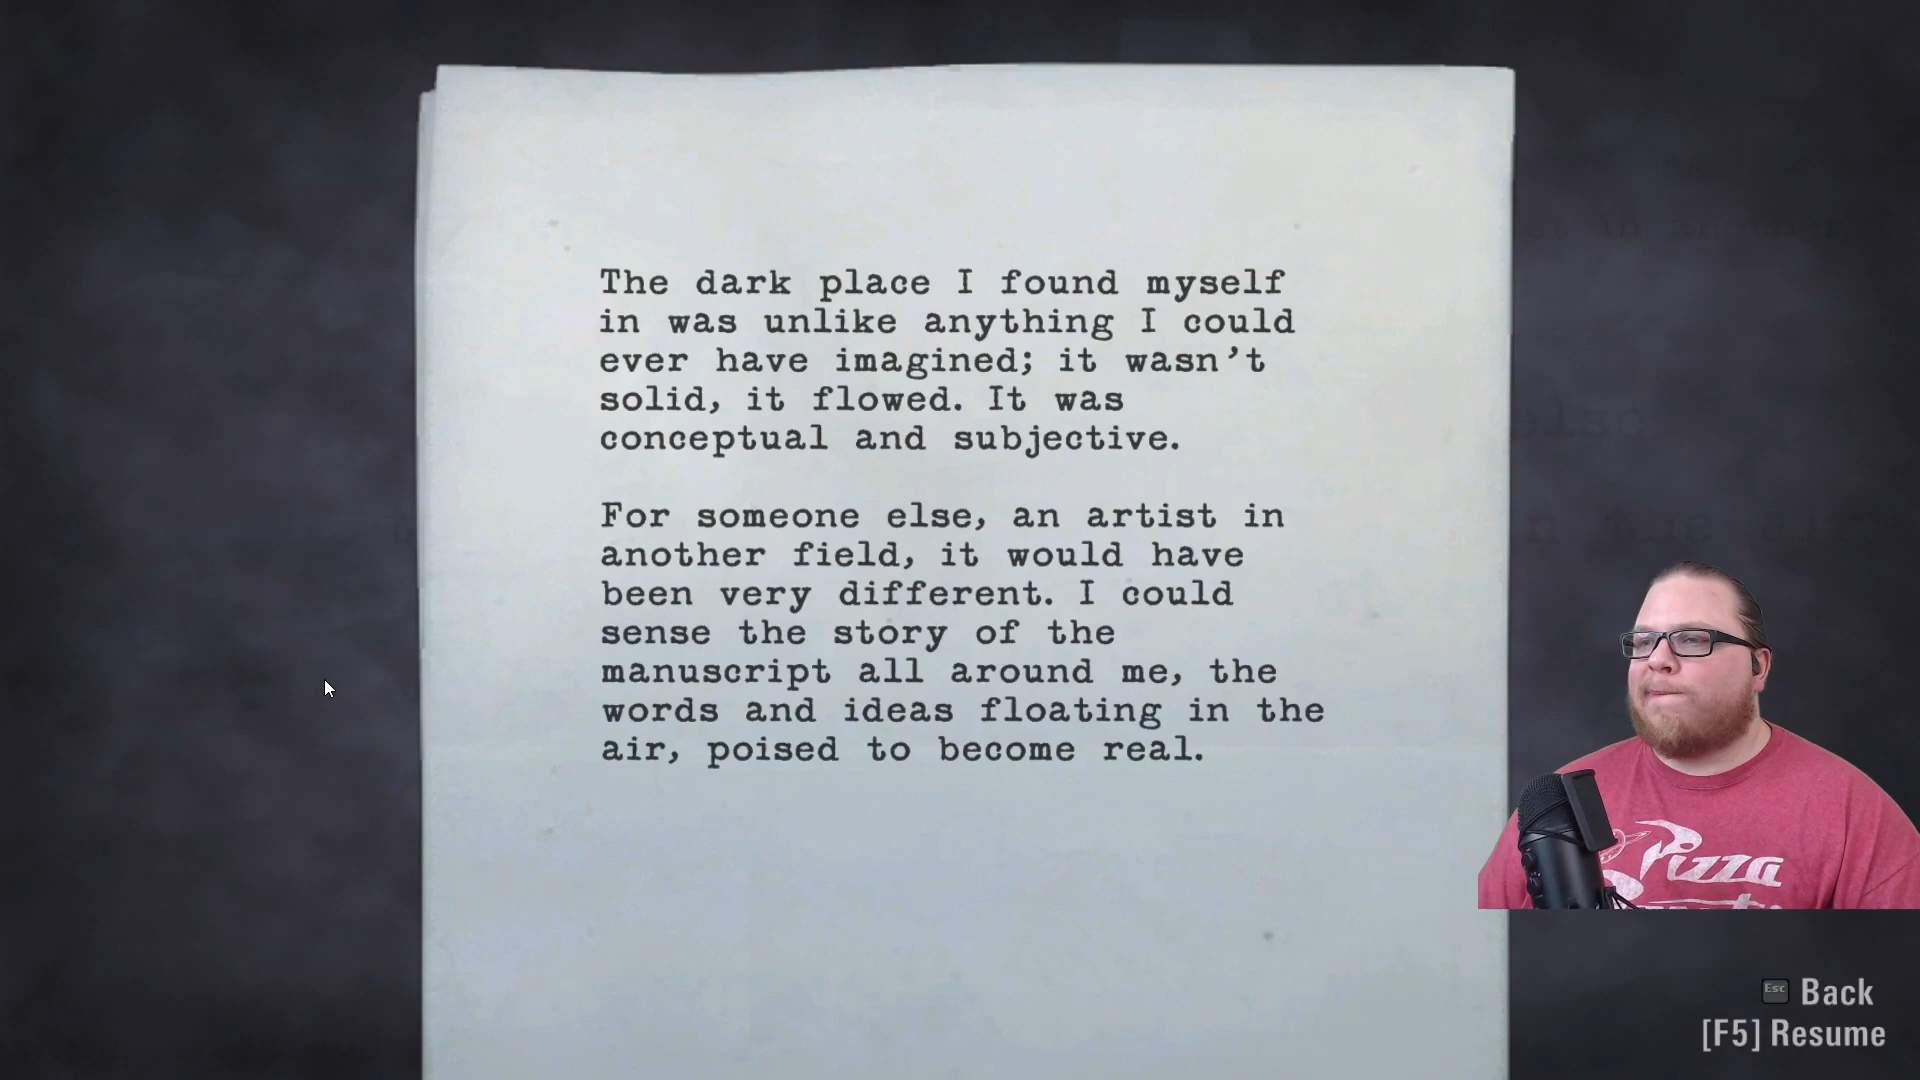 The dark place I found myself
in was unlike anything I could
ever have imagined; it wasn't
solid, it flowed. It was
conceptual and subjective.
For someone else, an artist in
another field, it would have
been very different. I could
sense the story of the
manuscript all around me, the
words and ideas floating in the
air, poised to become real.
Pizza
Esc Back
[F5] Resume